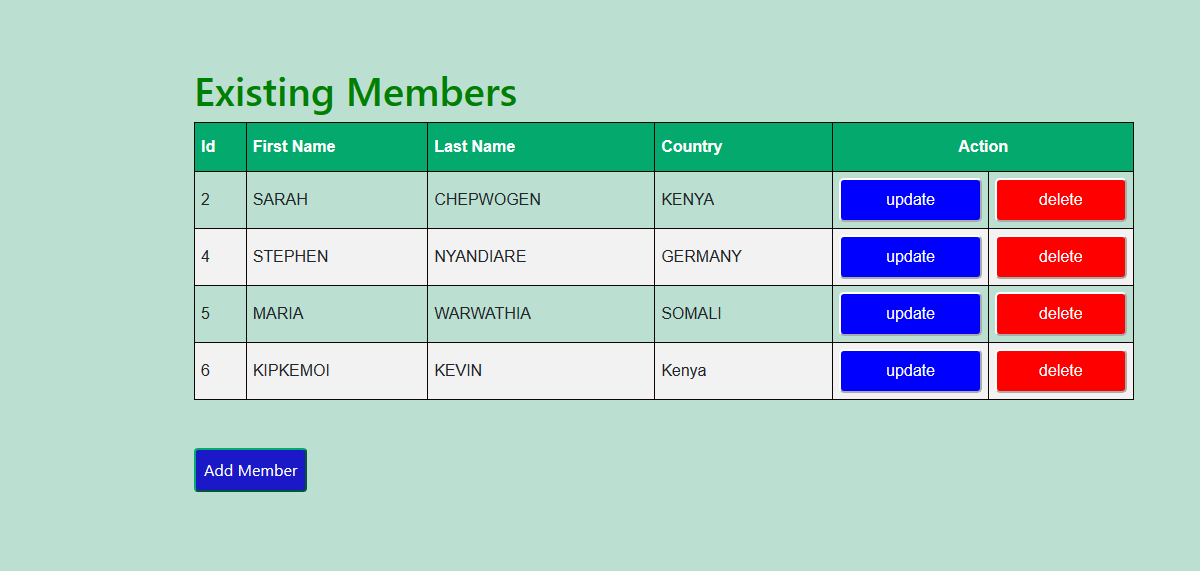 Existing Members
Id First Name Last Name Country Action
2 SARAH CHEPWOGEN KENYA update delete
4 STEPHEN NYANDIARE GERMANY update delete
5 MARIA WARWATHIA SOMALI update delete
6 KIPKEMOI KEVIN Kenya update delete
Add Member